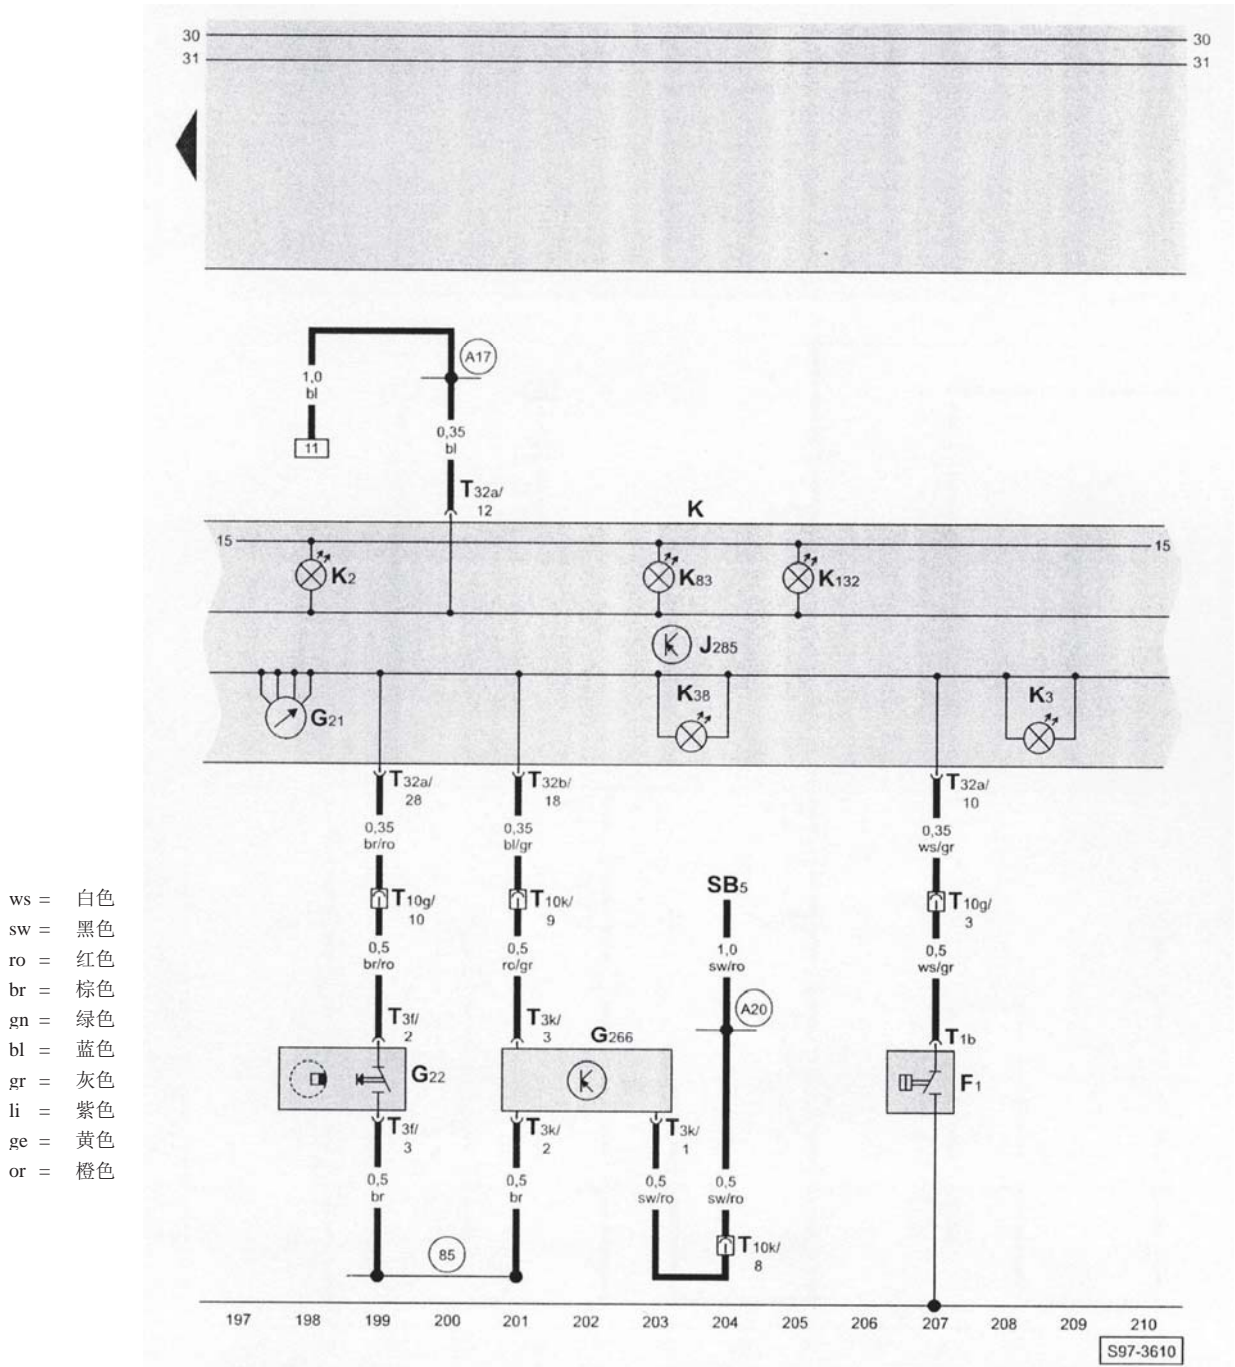 30 30
31 31
A17
1,0
bl
11
0,35
bl
T32a/
12
K
15 15
K2
K83
K132
J285
G21
K38
K3
T32a/
28
T32b/
18
T32a/
10
0,35
br/ro
0,35
bl/gr
0,35
ws/gr
T10g/
10
T10k/
9
SB5
T10g/
3
0,5
br/ro
0,5
ro/gr
1,0
sw/ro
0,5
ws/gr
A20
T3f/
2
T3k/
3
G266
T1b
G22
F1
T3f/
3
T3k/
2
T3k/
1
0,5
br
0,5
br
0,5
sw/ro
0,5
sw/ro
85
T10k/
8
197 198 199 200 201 202 203 204 205 206 207 208 209 210
S97-3610
ws = 白色
sw = 黑色
ro = 红色
br = 棕色
gn = 绿色
bl = 蓝色
gr = 灰色
li = 紫色
ge = 黄色
or = 橙色